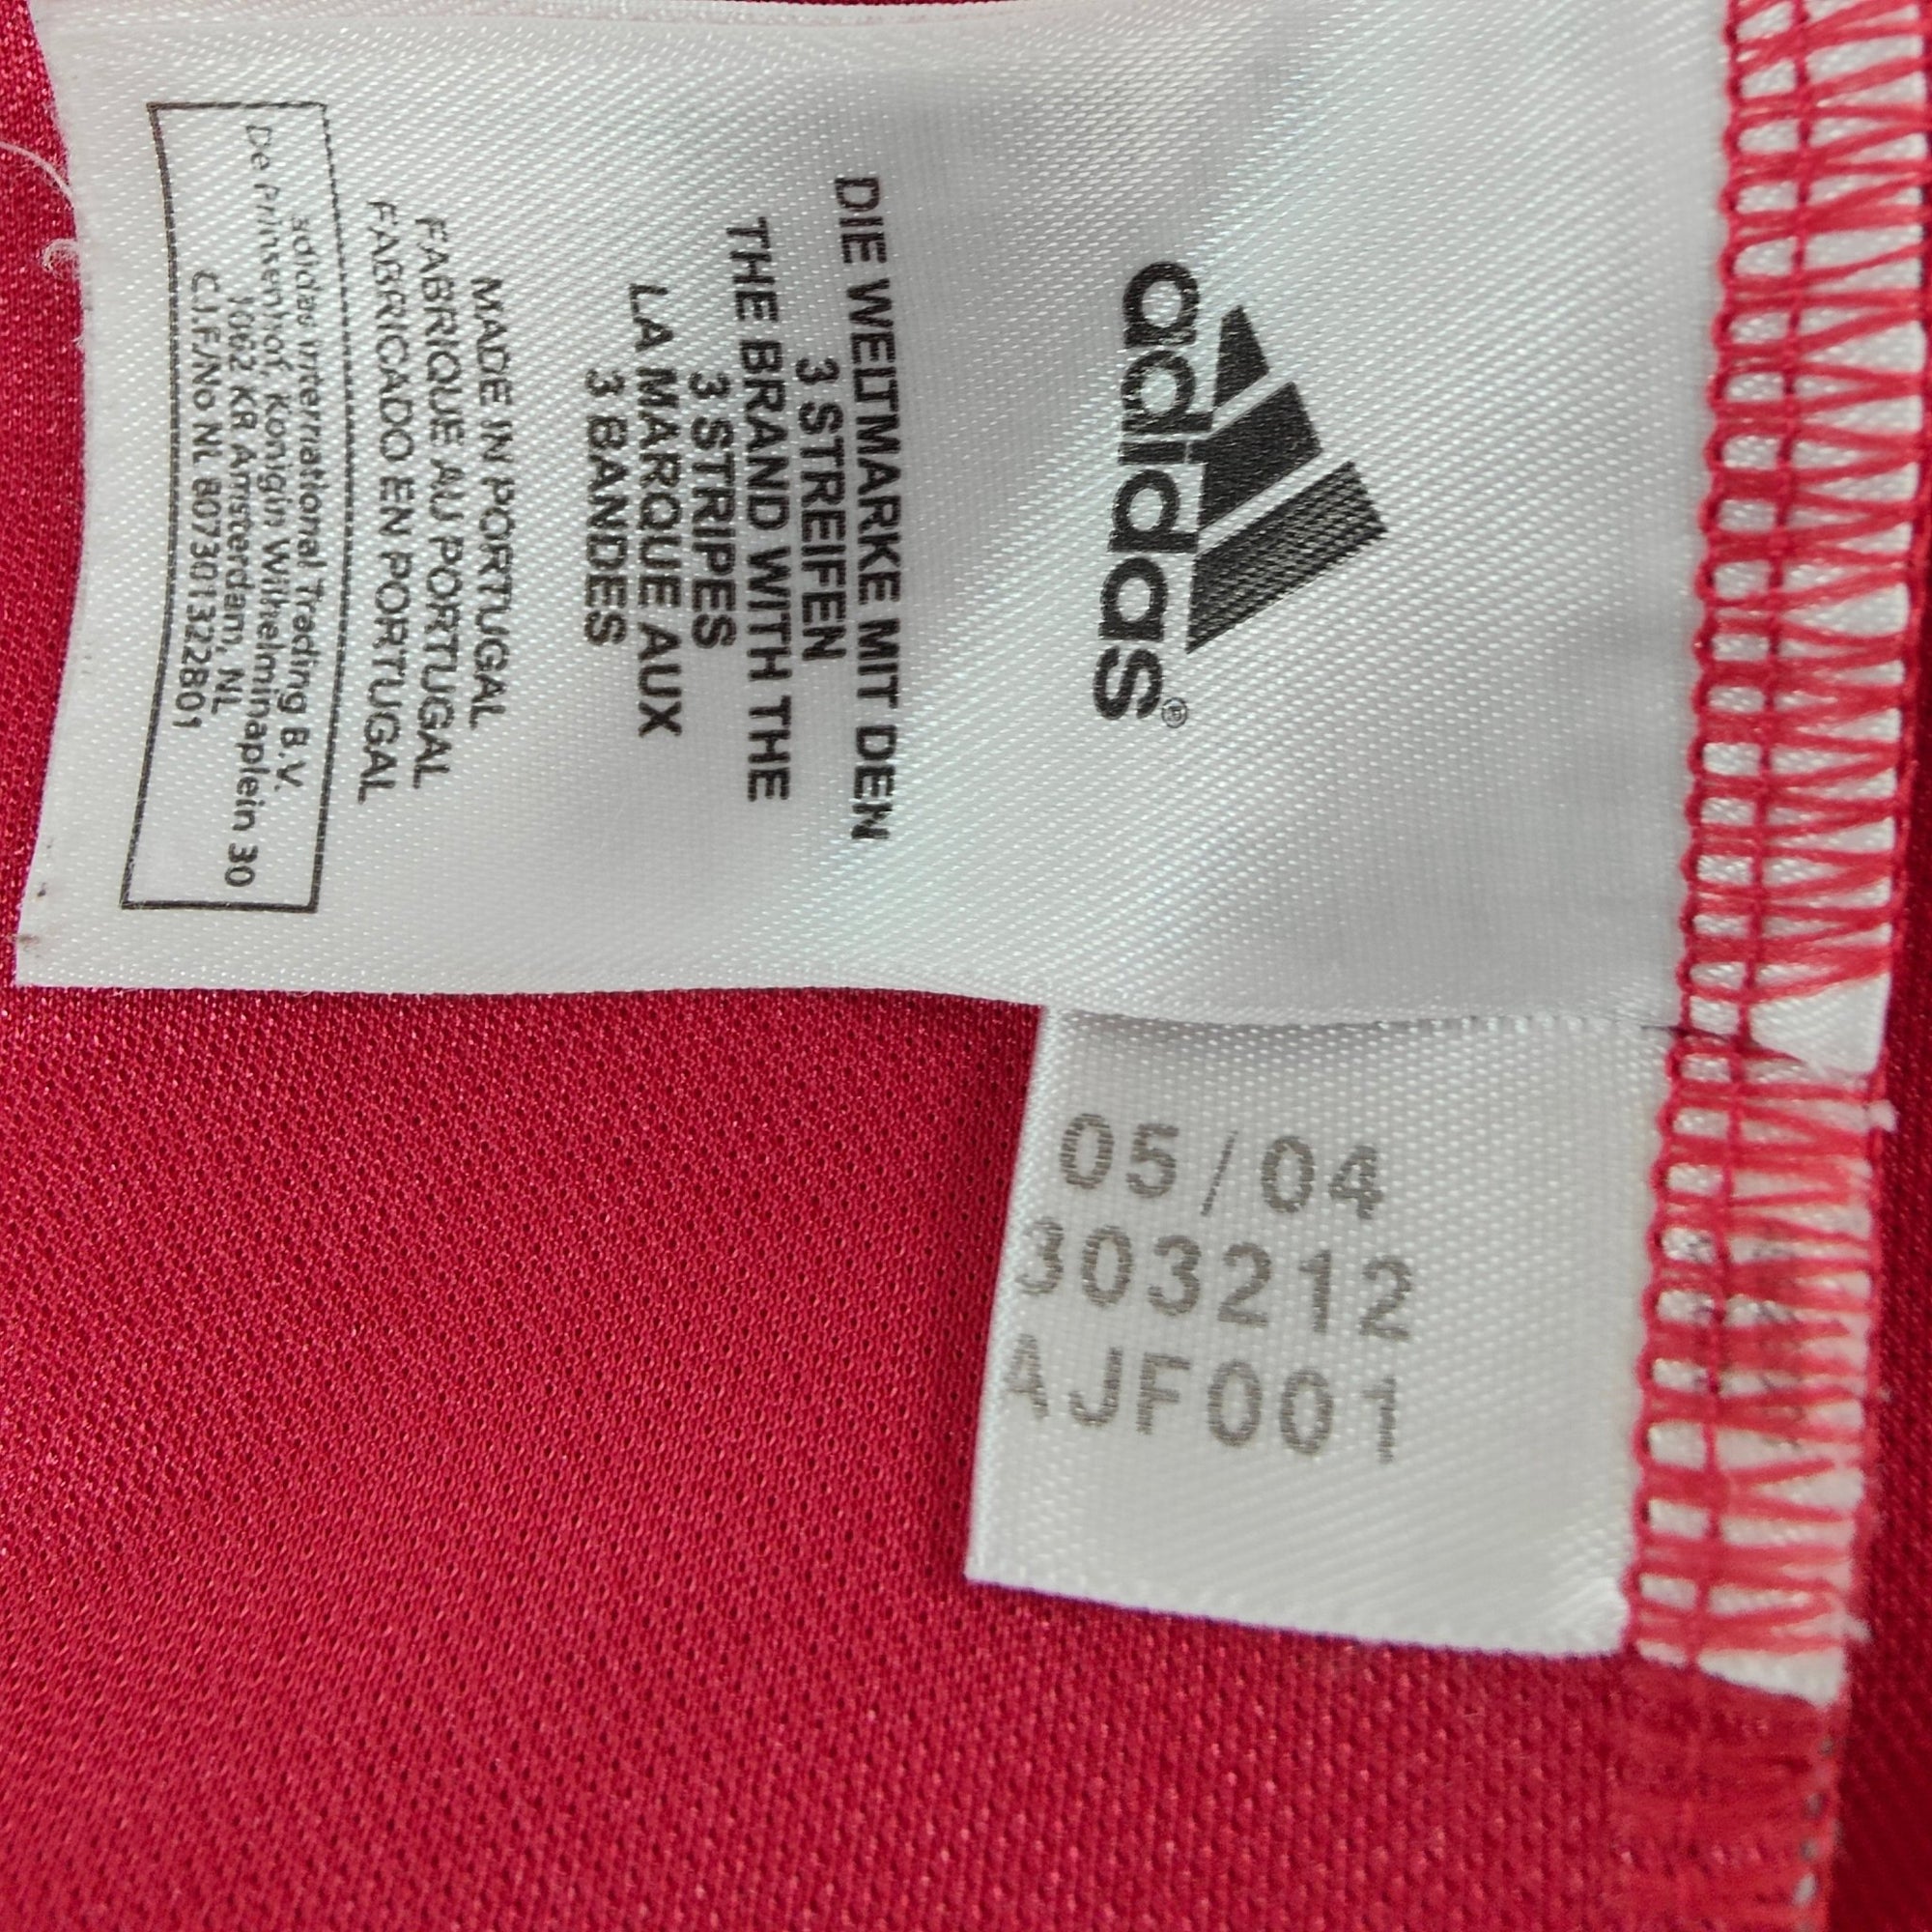 adidas®
DIE WELTMARKE MIT DEN
3 STREIFEN
THE BRAND WITH THE
3 STRIPES
LA MARQUE AUX
3 BANDES
MADE IN PORTUGAL
FABRIQUE AU PORTUGAL
FABRICADO EN PORTUGAL
adidas International Trading B.V.
De Prinsenhof, Konigin Wilhelminaplein 30
1062 KR Amsterdam, NL
C.I.F/No NL 807301322B01
05/04
303212
AJF001